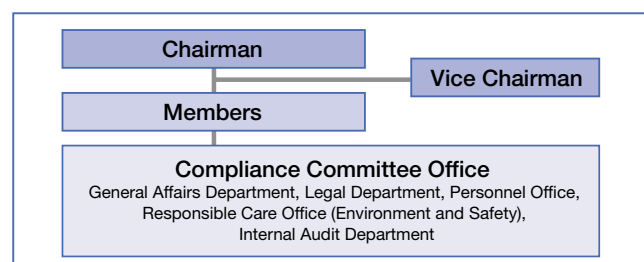 Chairman
Vice Chairman
Members
Compliance Committee Office
General Affairs Department, Legal Department, Personnel Office,
Responsible Care Office (Environment and Safety),
Internal Audit Department